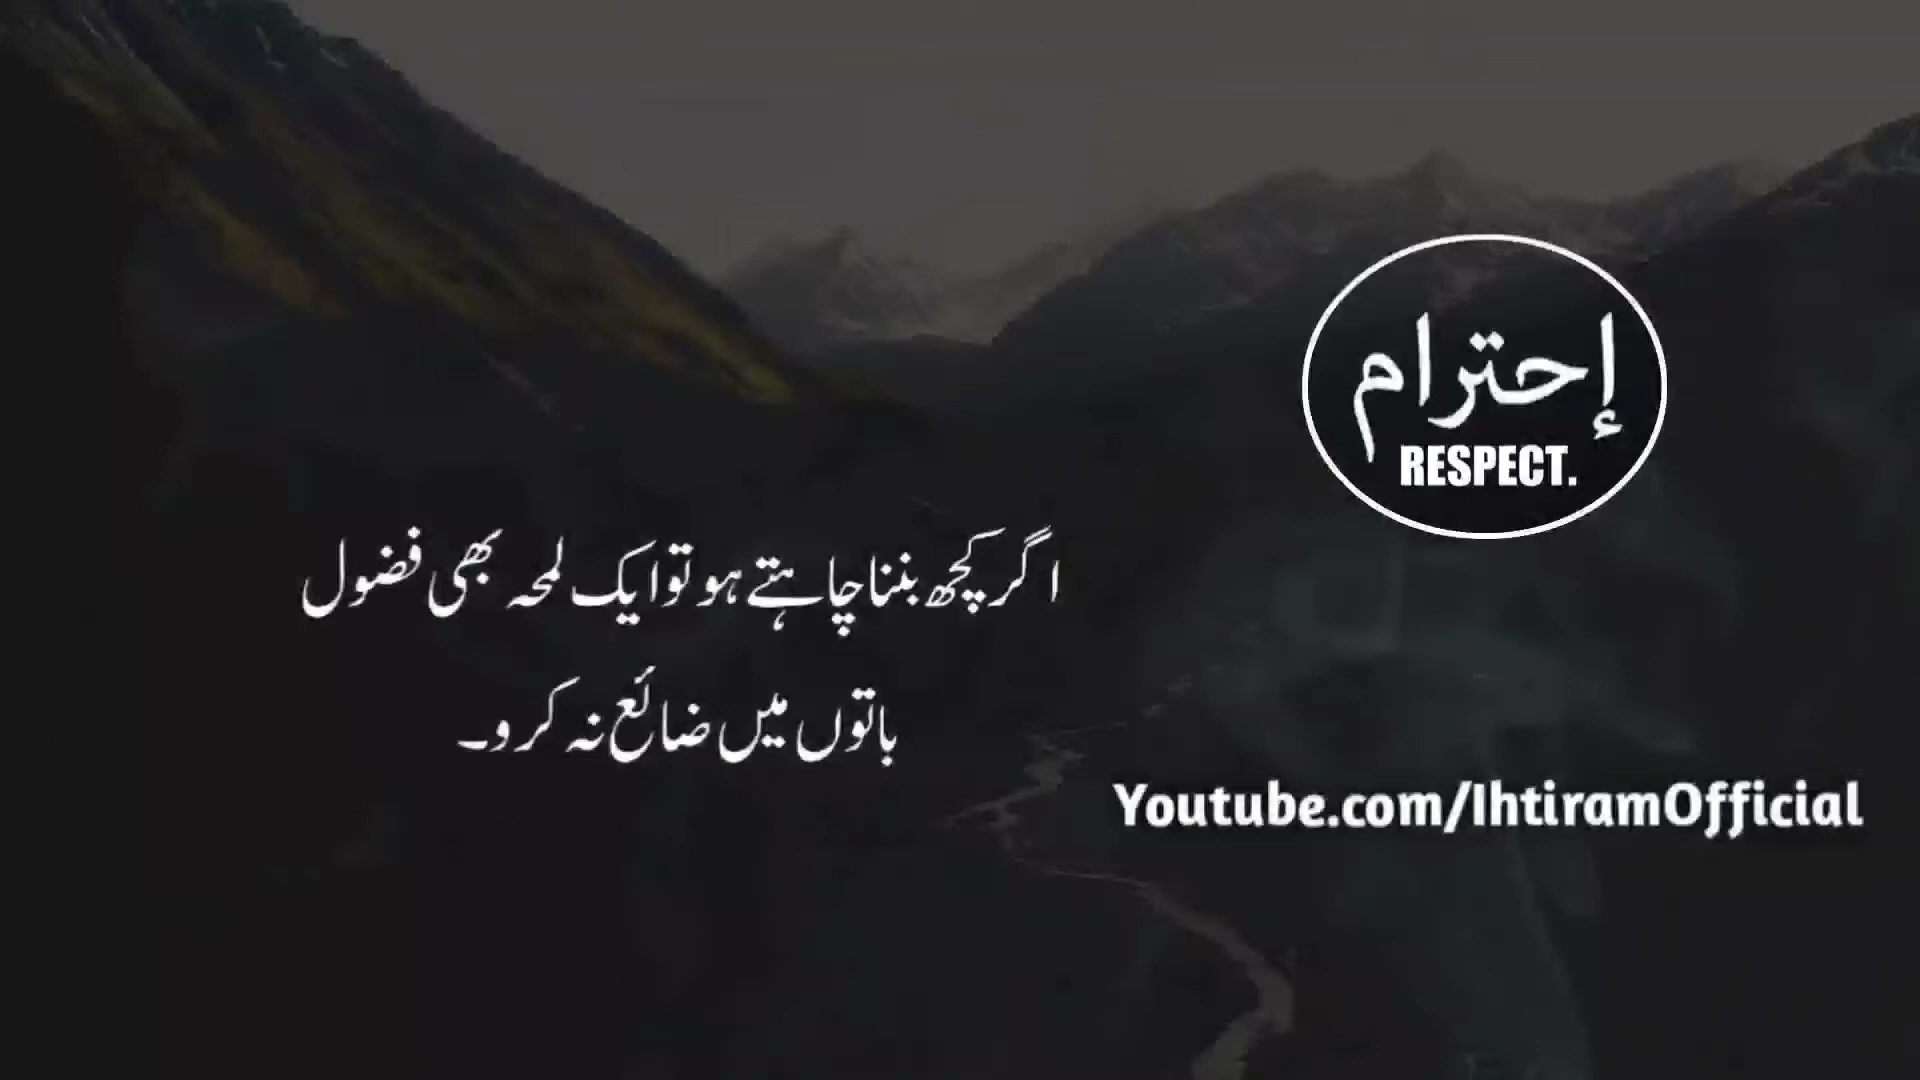 إحترام
RESPECT.
اگر کچھ بننا چاہتے ہو تو ایک لمحہ بھی فضول
باتوں میں ضائع نہ کرو۔
Youtube.com/IhtiramOfficial